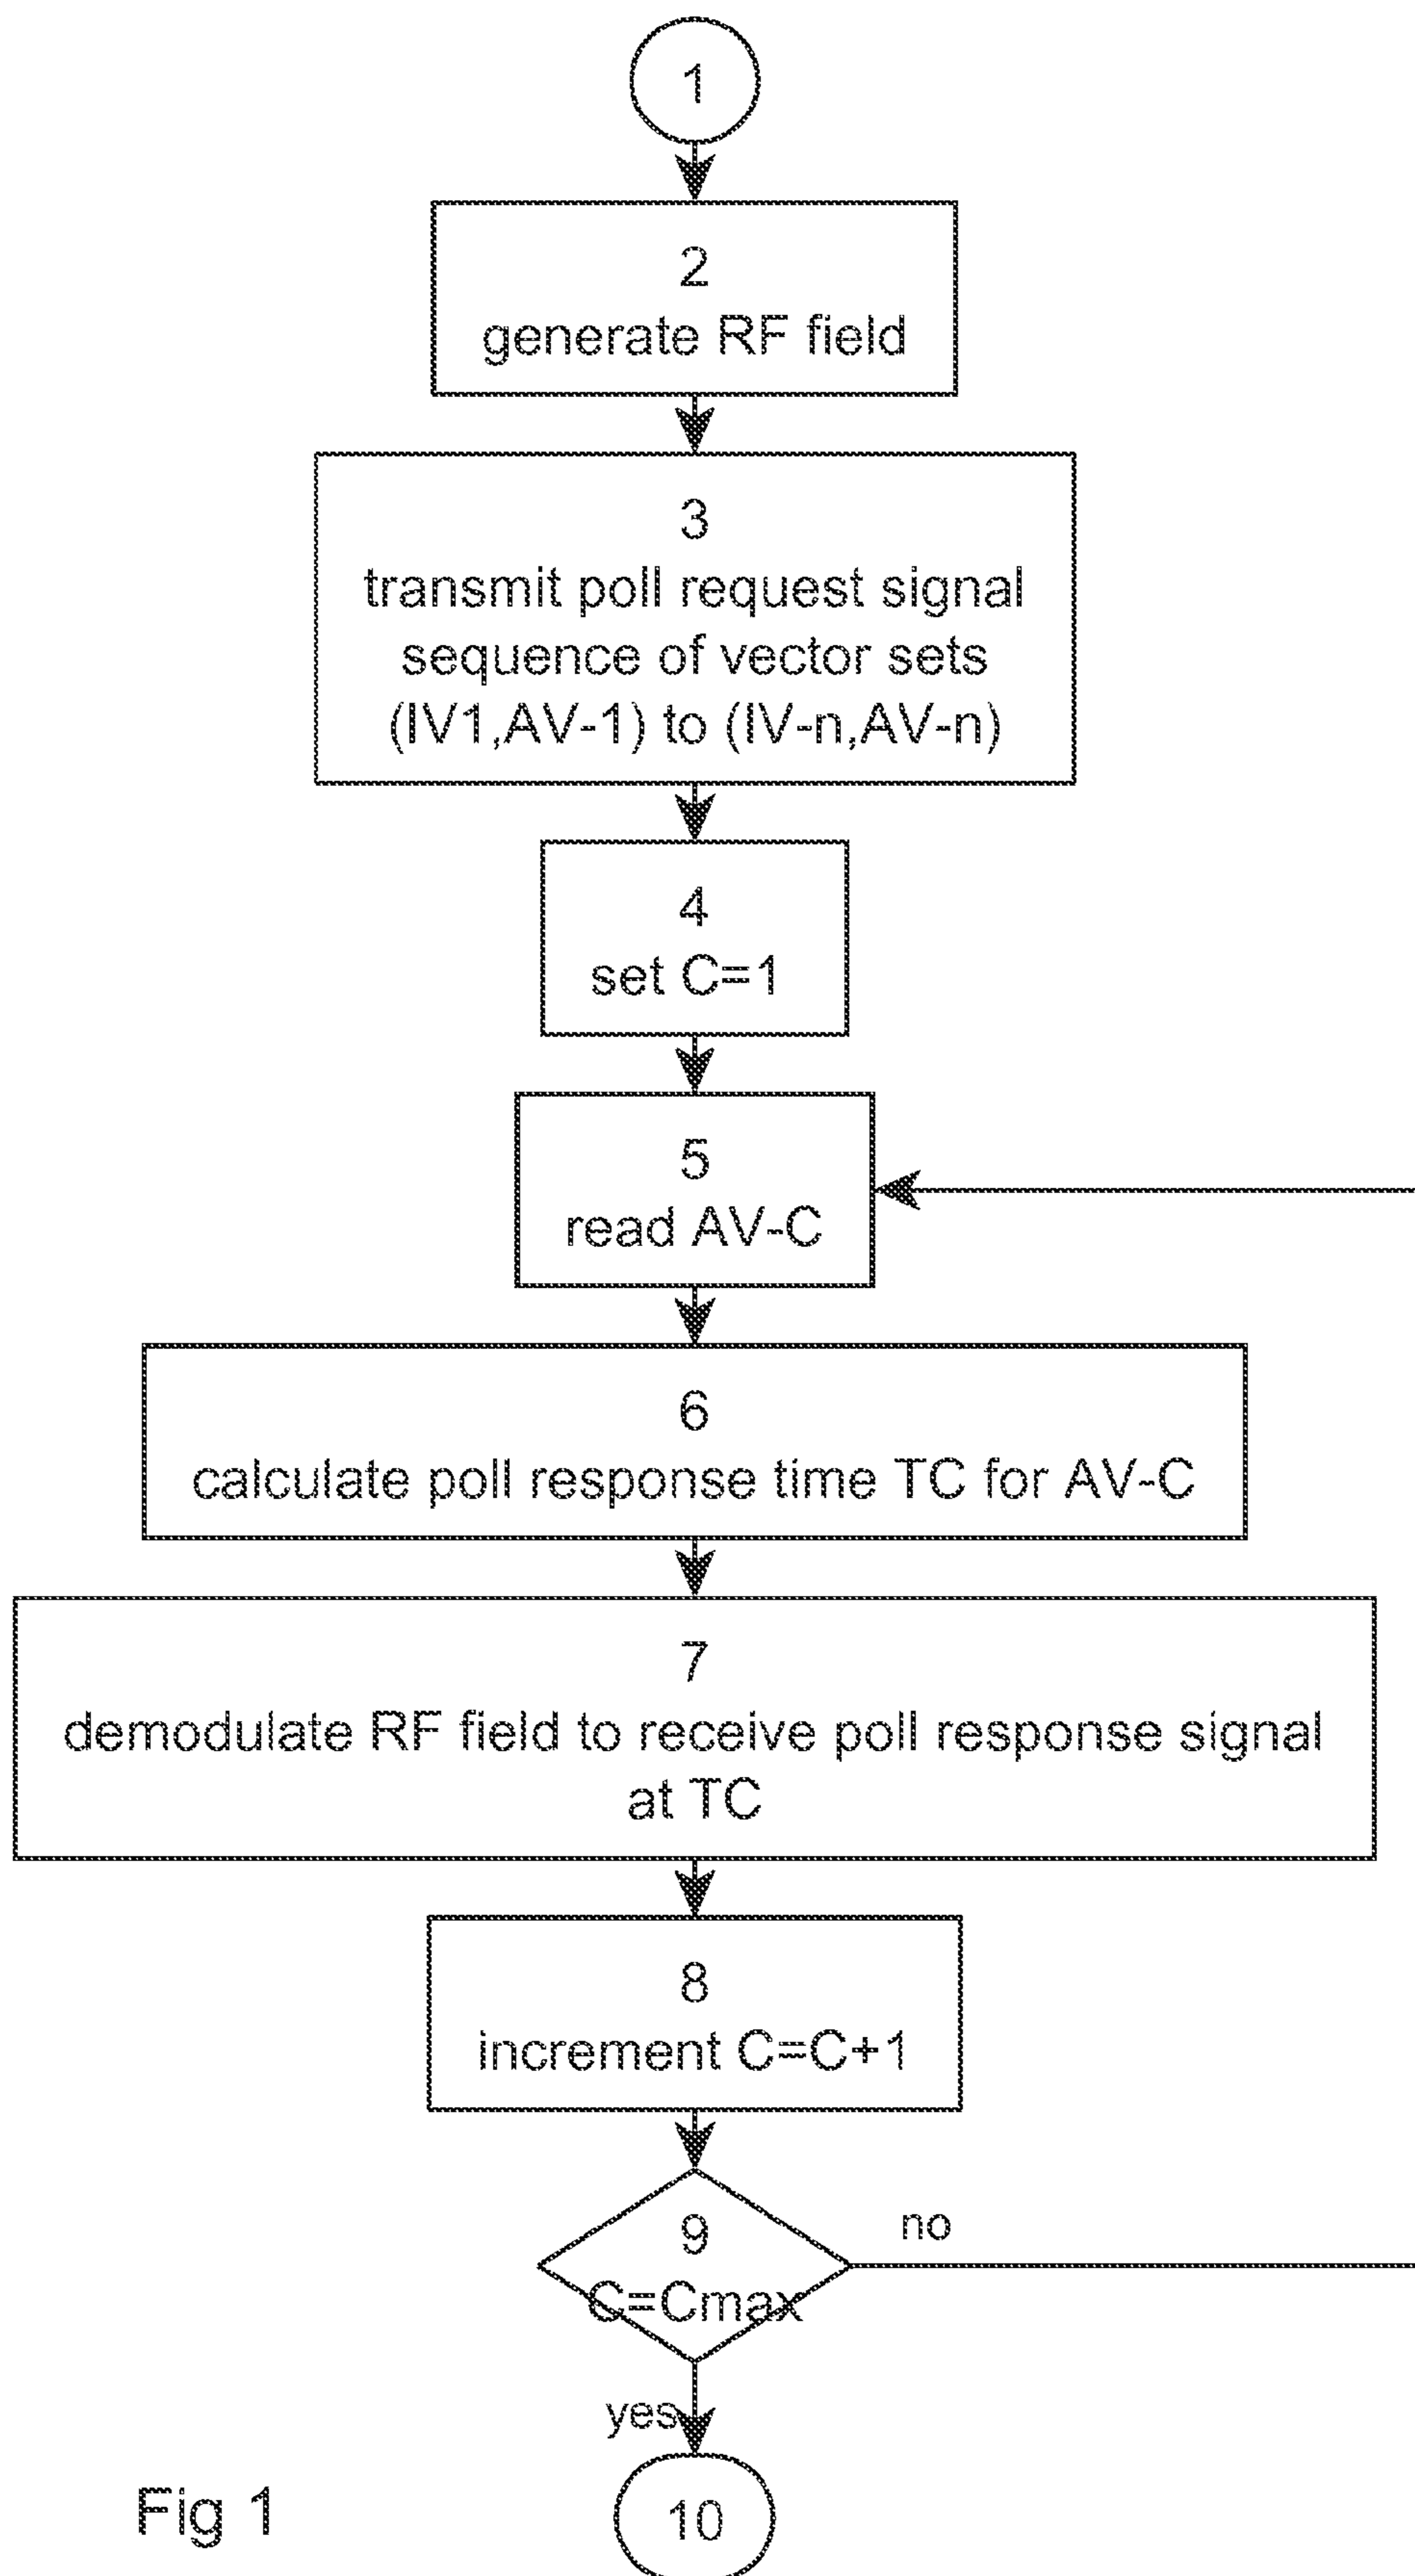 1
2
generate RF field
3
transmit poll request signal
sequence of vector sets
(IV1,AV-1) to (IV-n,AV-n)
4
set C=1
5
read AV-C
6
calculate poll response time TC for AV-C
7
demodulate RF field to receive poll response signal
at TC
8
increment C=C+1
9
no
C=Cmax
yes
10
Fig 1